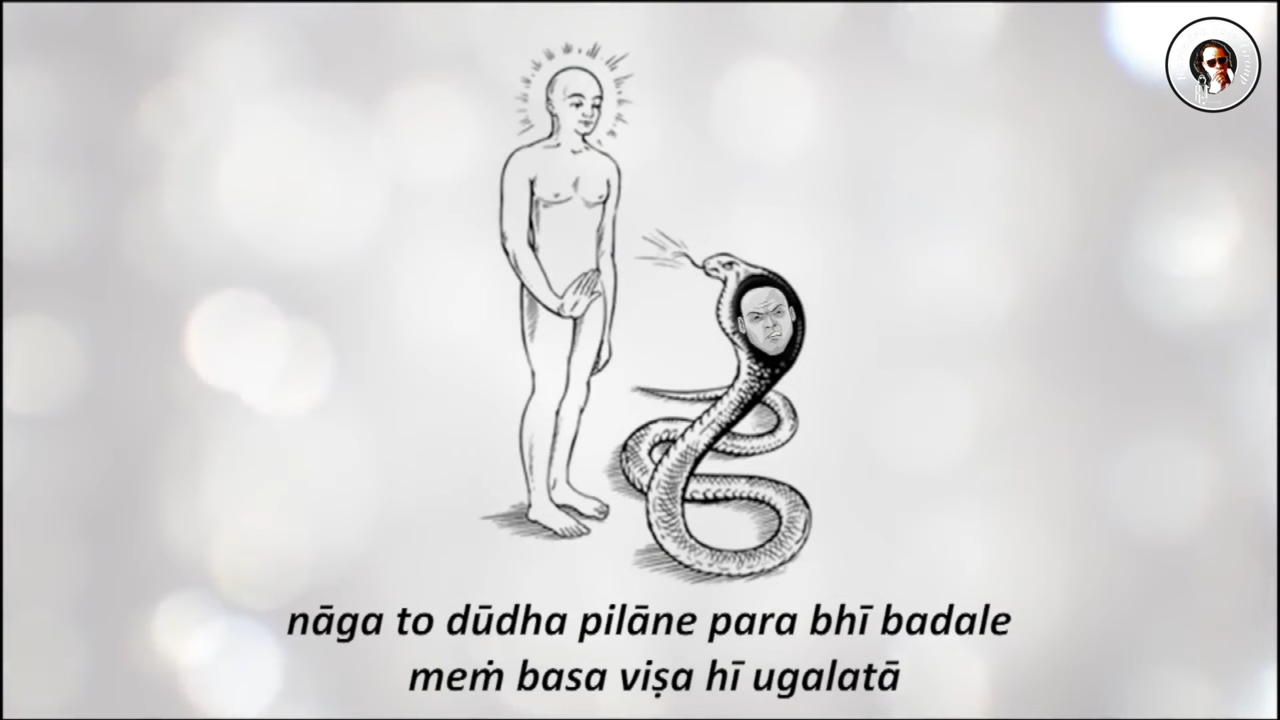 nāga to dūdha pilāne para bhī badale
meṁ basa viṣa hī ugalatā